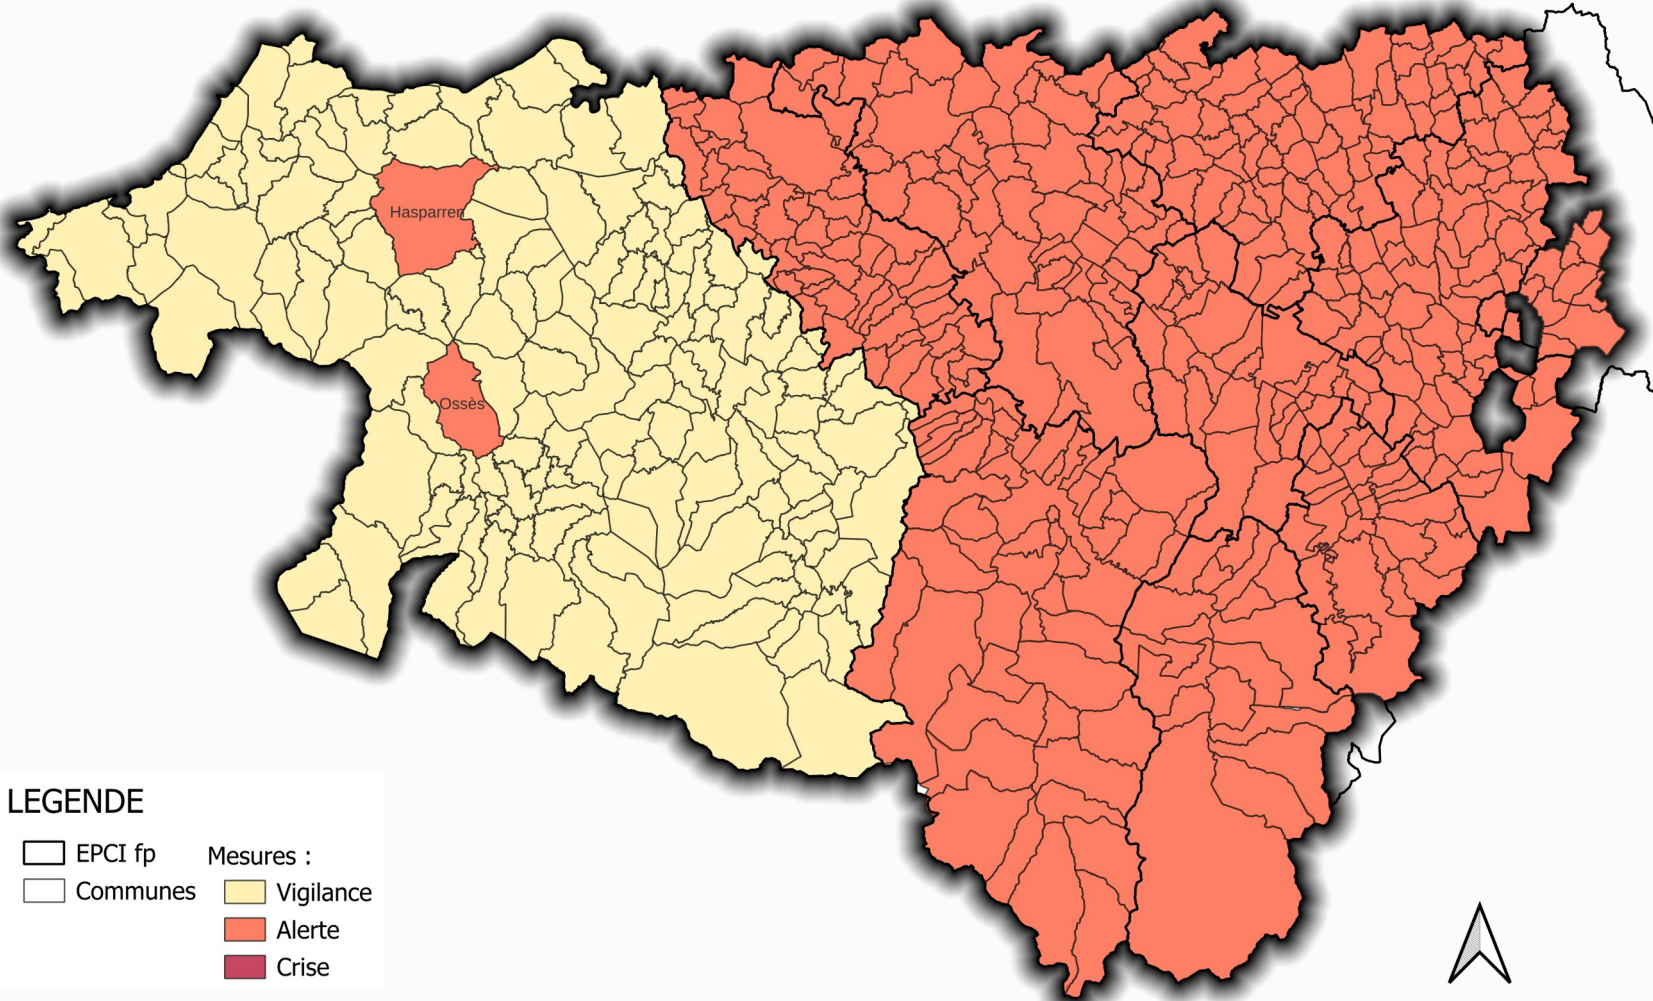 Hasparren
Ossès
LEGENDE
EPCI fp
Communes
Mesures :
Vigilance
Alerte
Crise